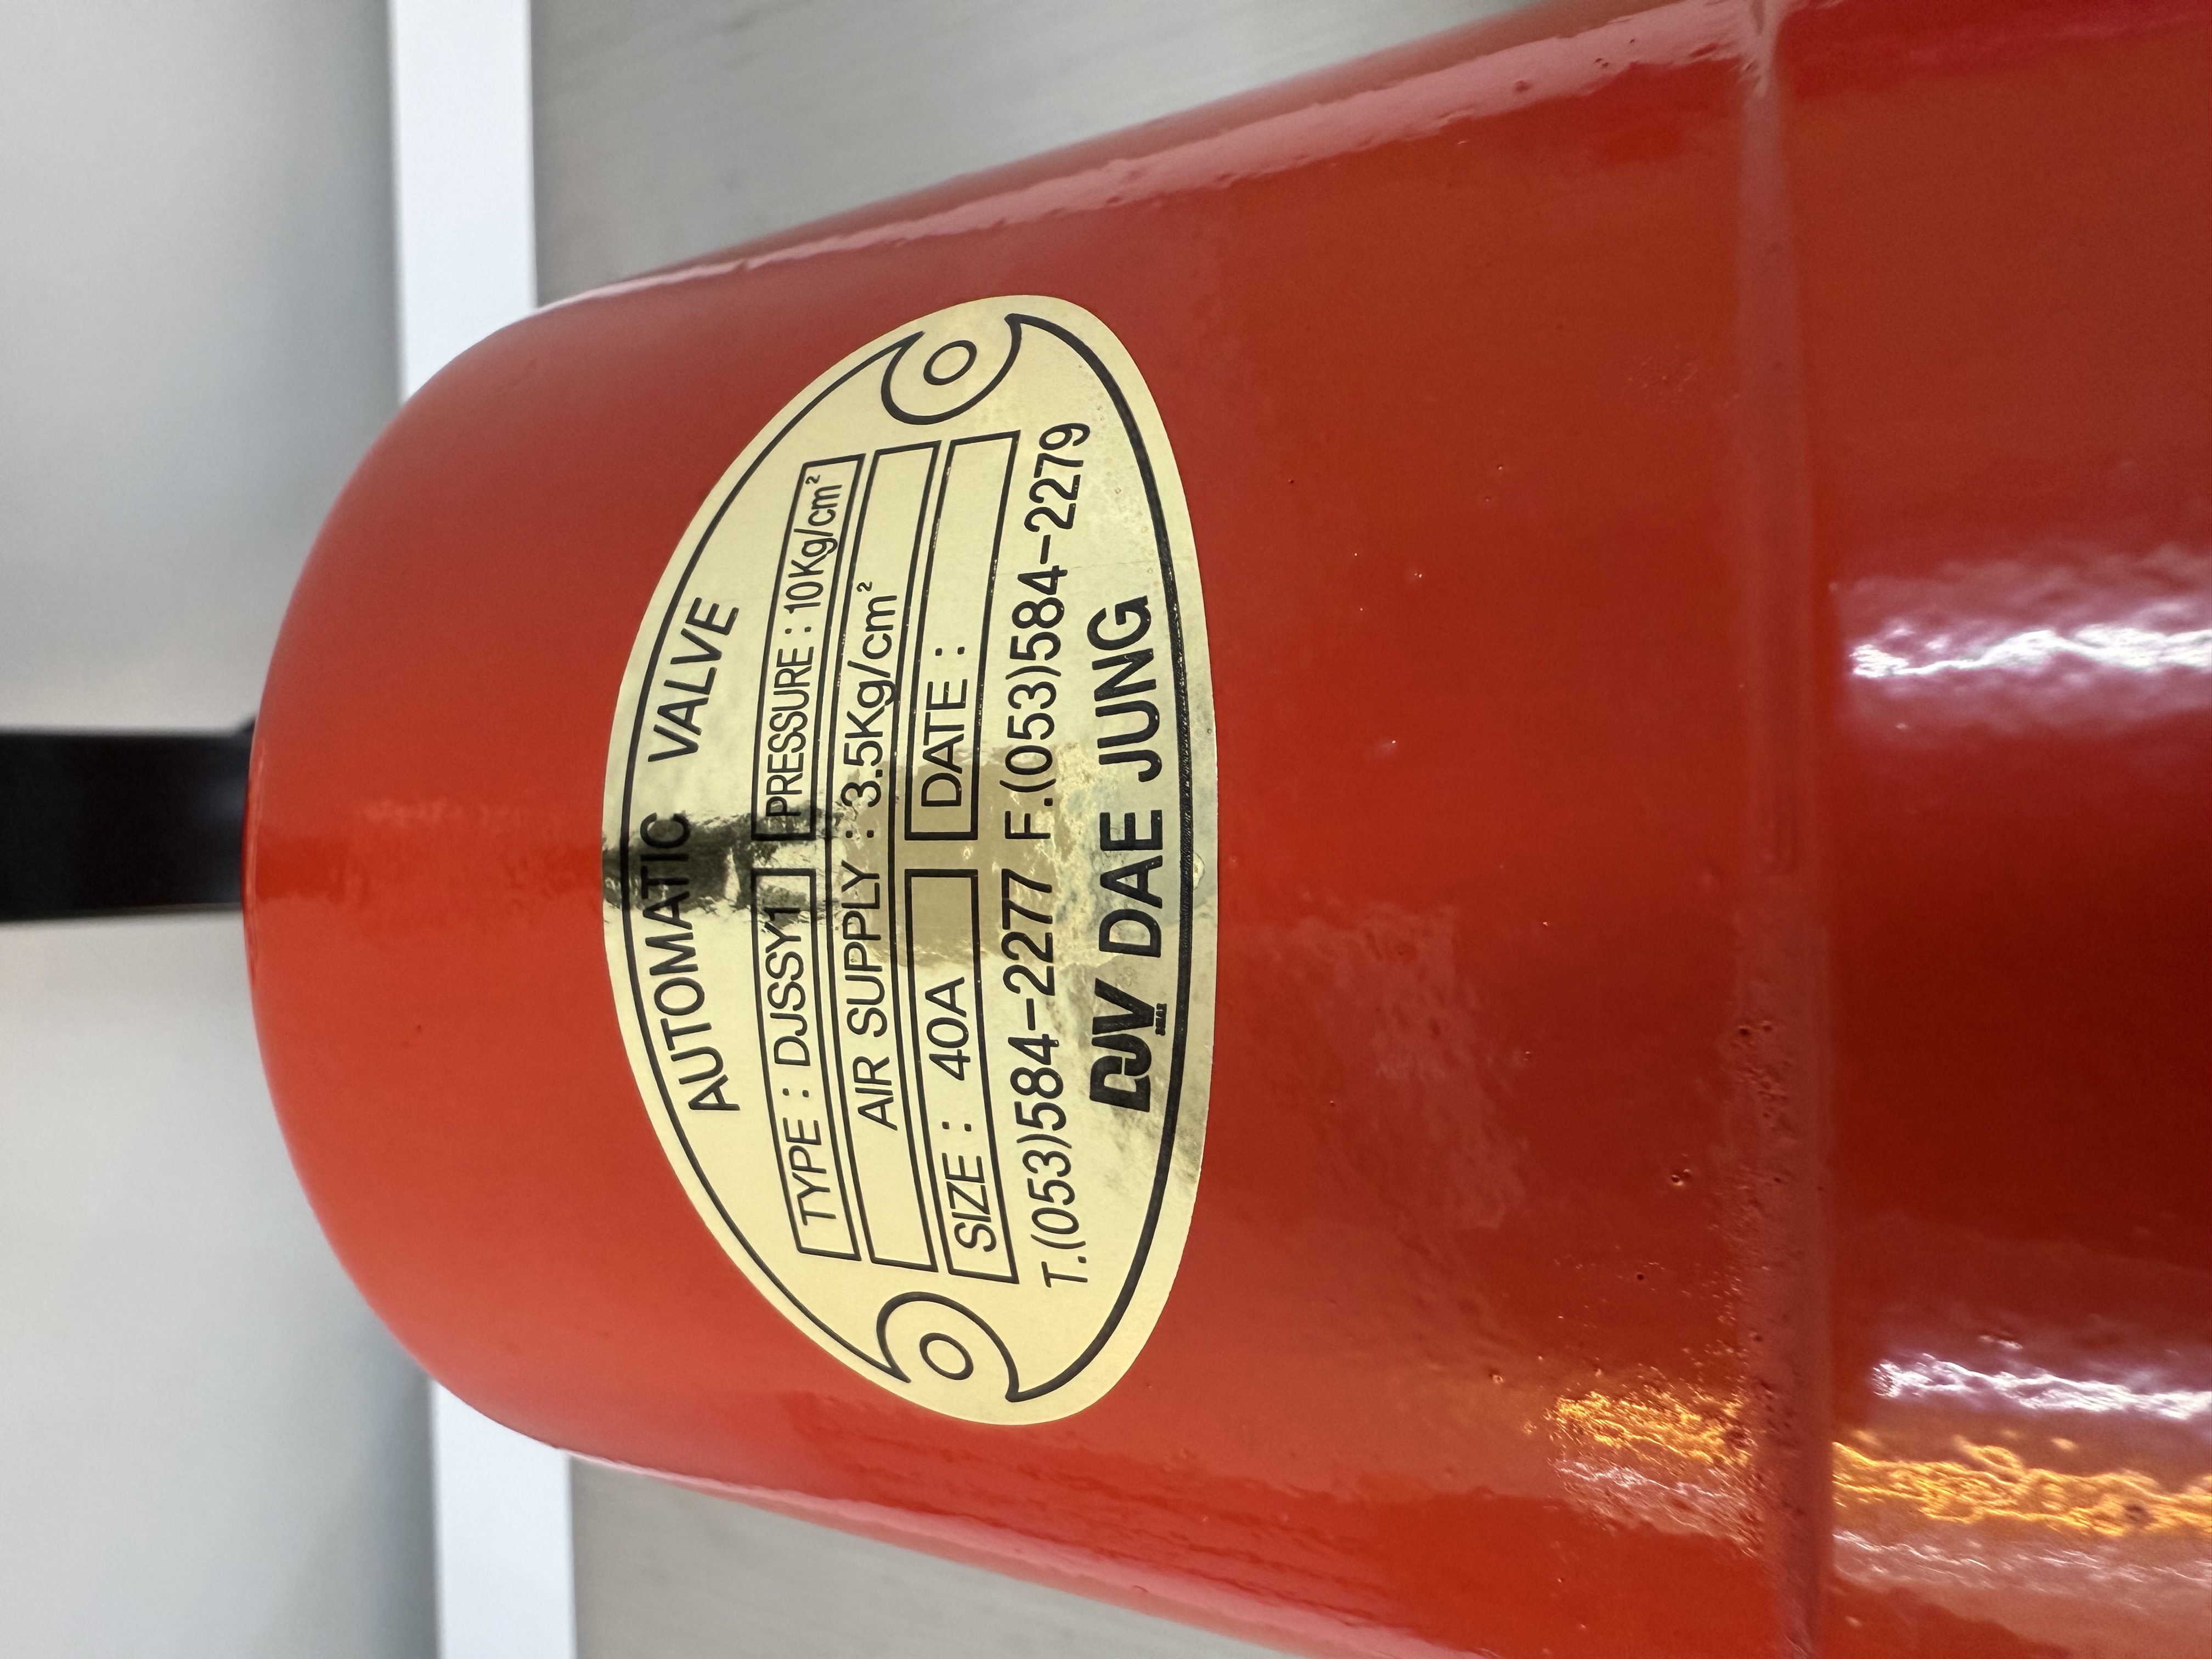 AUTOMATIC VALVE
TYPE : DJSSY1 PRESSURE : 10Kg/cm²
AIR SUPPLY : 3.5Kg/cm²
SIZE : 40A DATE :
T.(053)584-2277 F.(053)584-2279
DJV DAE JUNG